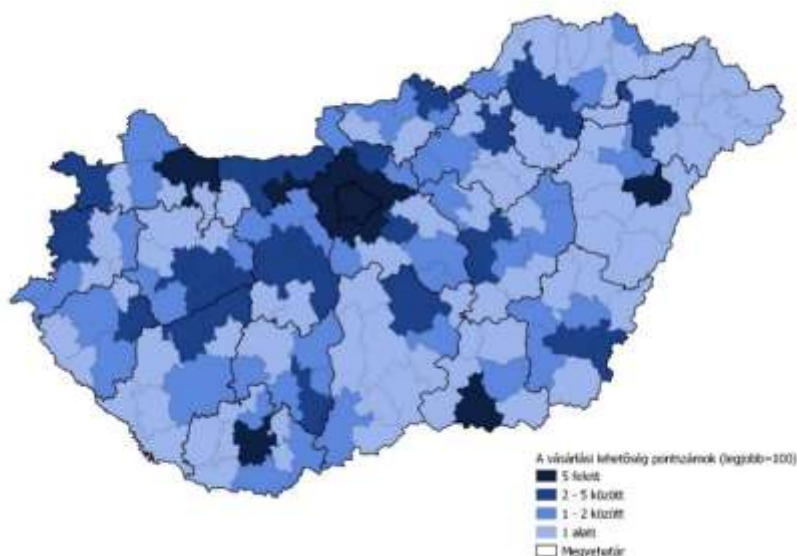 A vásárlási lehetőség pontszámok (legjobb=100)
5 felett
2 - 5 között
1 - 2 között
1 alatt
Megyehatár